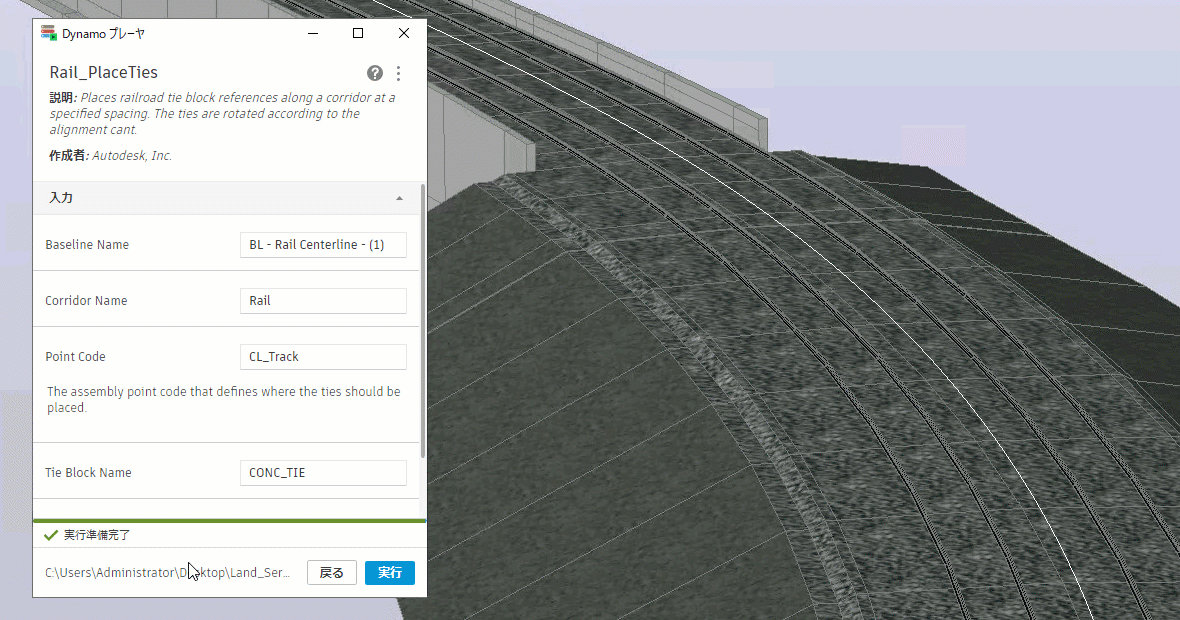 Dynamo プレーヤ
Rail_PlaceTies
説明: Places railroad tie block references along a corridor at a
specified spacing. The ties are rotated according to the
alignment cant.
作成者: Autodesk, Inc.
入力
Baseline Name
BL - Rail Centerline - (1)
Corridor Name
Rail
Point Code
CL_Track
The assembly point code that defines where the ties should be
placed.
Tie Block Name
CONC_TIE
実行準備完了
C:\Users\Administrator\Desktop\Land_Ser...
戻る
実行